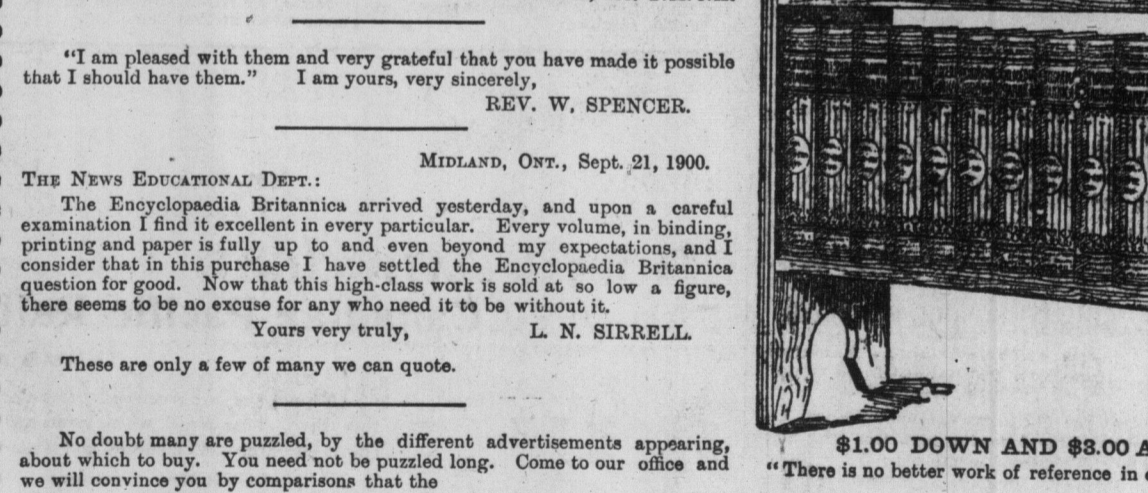 "I am pleased with them and very grateful that you have made it possible
that I should have them." I am yours, very sincerely,
REV. W. SPENCER.
MIDLAND, ONT., Sept. 21, 1900.
THE NEWS EDUCATIONAL DEPT.:
The Encyclopaedia Britannica arrived yesterday, and upon a careful
examination I find it excellent in every particular. Every volume, in binding,
printing and paper is fully up to and even beyond my expectations, and I
consider that in this purchase I have settled the Encyclopaedia Britannica
question for good. Now that this high-class work is sold at so low a figure,
there seems to be no excuse for any who need it to be without it.
Yours very truly, L. N. SIRRELL.
These are only a few of many we can quote.
No doubt many are puzzled, by the different advertisements appearing,
about which to buy. You need not be puzzled long. Come to our office and
we will convince you by comparisons that the
$1.00 DOWN AND $3.00 A
"There is no better work of reference in